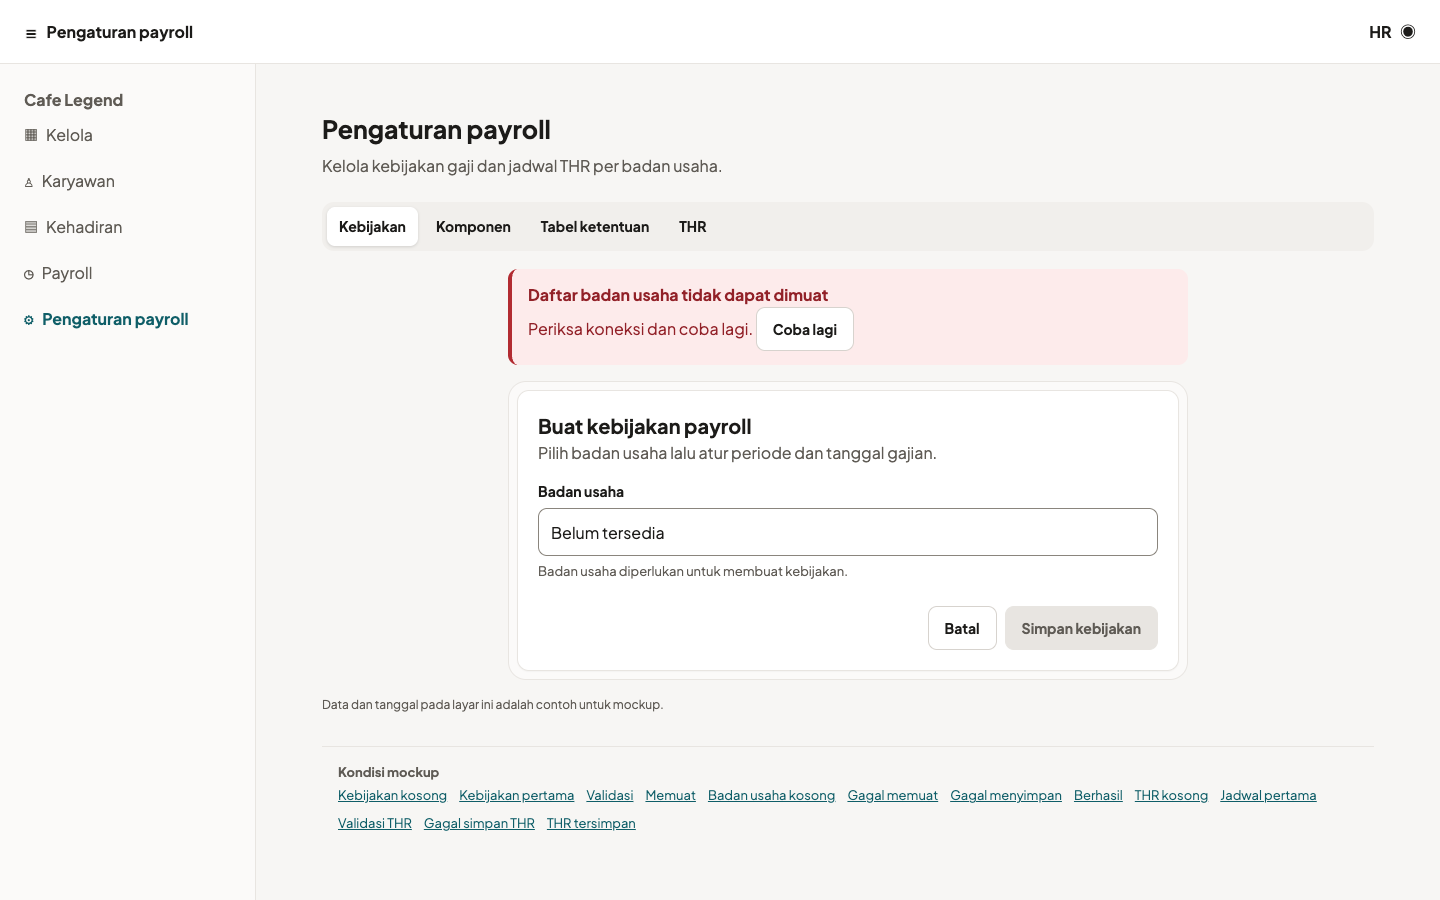 Pengaturan payroll
HR
Cafe Legend
Kelola
Karyawan
Kehadiran
Payroll
Pengaturan payroll
Pengaturan payroll
Kelola kebijakan gaji dan jadwal THR per badan usaha.
Kebijakan Komponen Tabel ketentuan THR
Daftar badan usaha tidak dapat dimuat
Periksa koneksi dan coba lagi. Coba lagi
Buat kebijakan payroll
Pilih badan usaha lalu atur periode dan tanggal gajian.
Badan usaha
Belum tersedia
Badan usaha diperlukan untuk membuat kebijakan.
Batal Simpan kebijakan
Data dan tanggal pada layar ini adalah contoh untuk mockup.
Kondisi mockup
Kebijakan kosong Kebijakan pertama Validasi Memuat Badan usaha kosong Gagal memuat Gagal menyimpan Berhasil THR kosong Jadwal pertama
Validasi THR Gagal simpan THR THR tersimpan